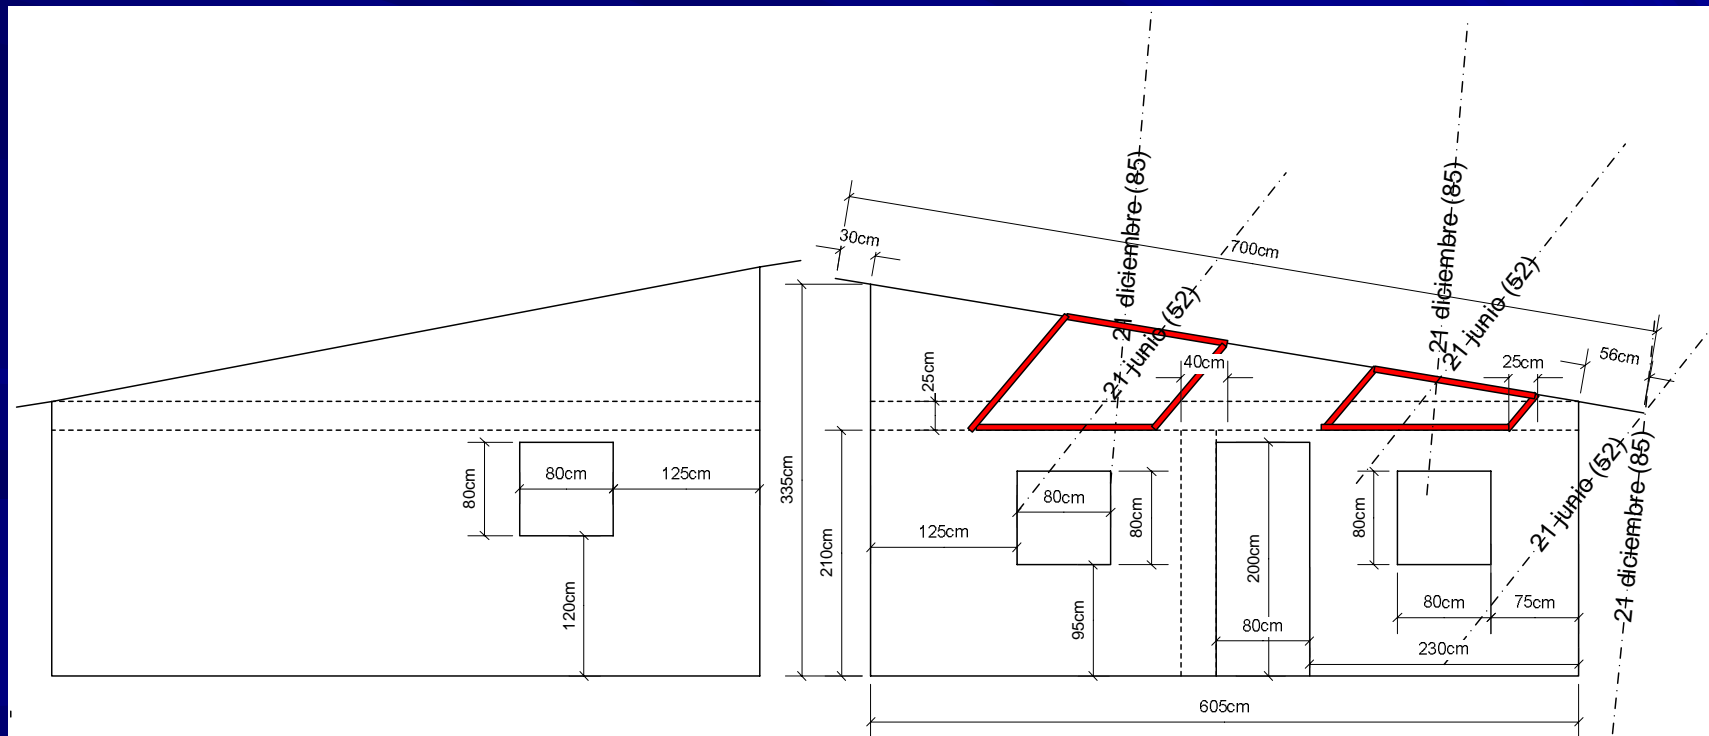 80cm
80cm
125cm
120cm
30cm
700cm
56cm
21 diciembre (85)
21 junio (52)
21 diciembre (85)
21 junio (52)
40cm
25cm
25cm
335cm
210cm
125cm
80cm
80cm
95cm
200cm
80cm
80cm
80cm
75cm
230cm
21 junio (52)
21 diciembre (85)
605cm